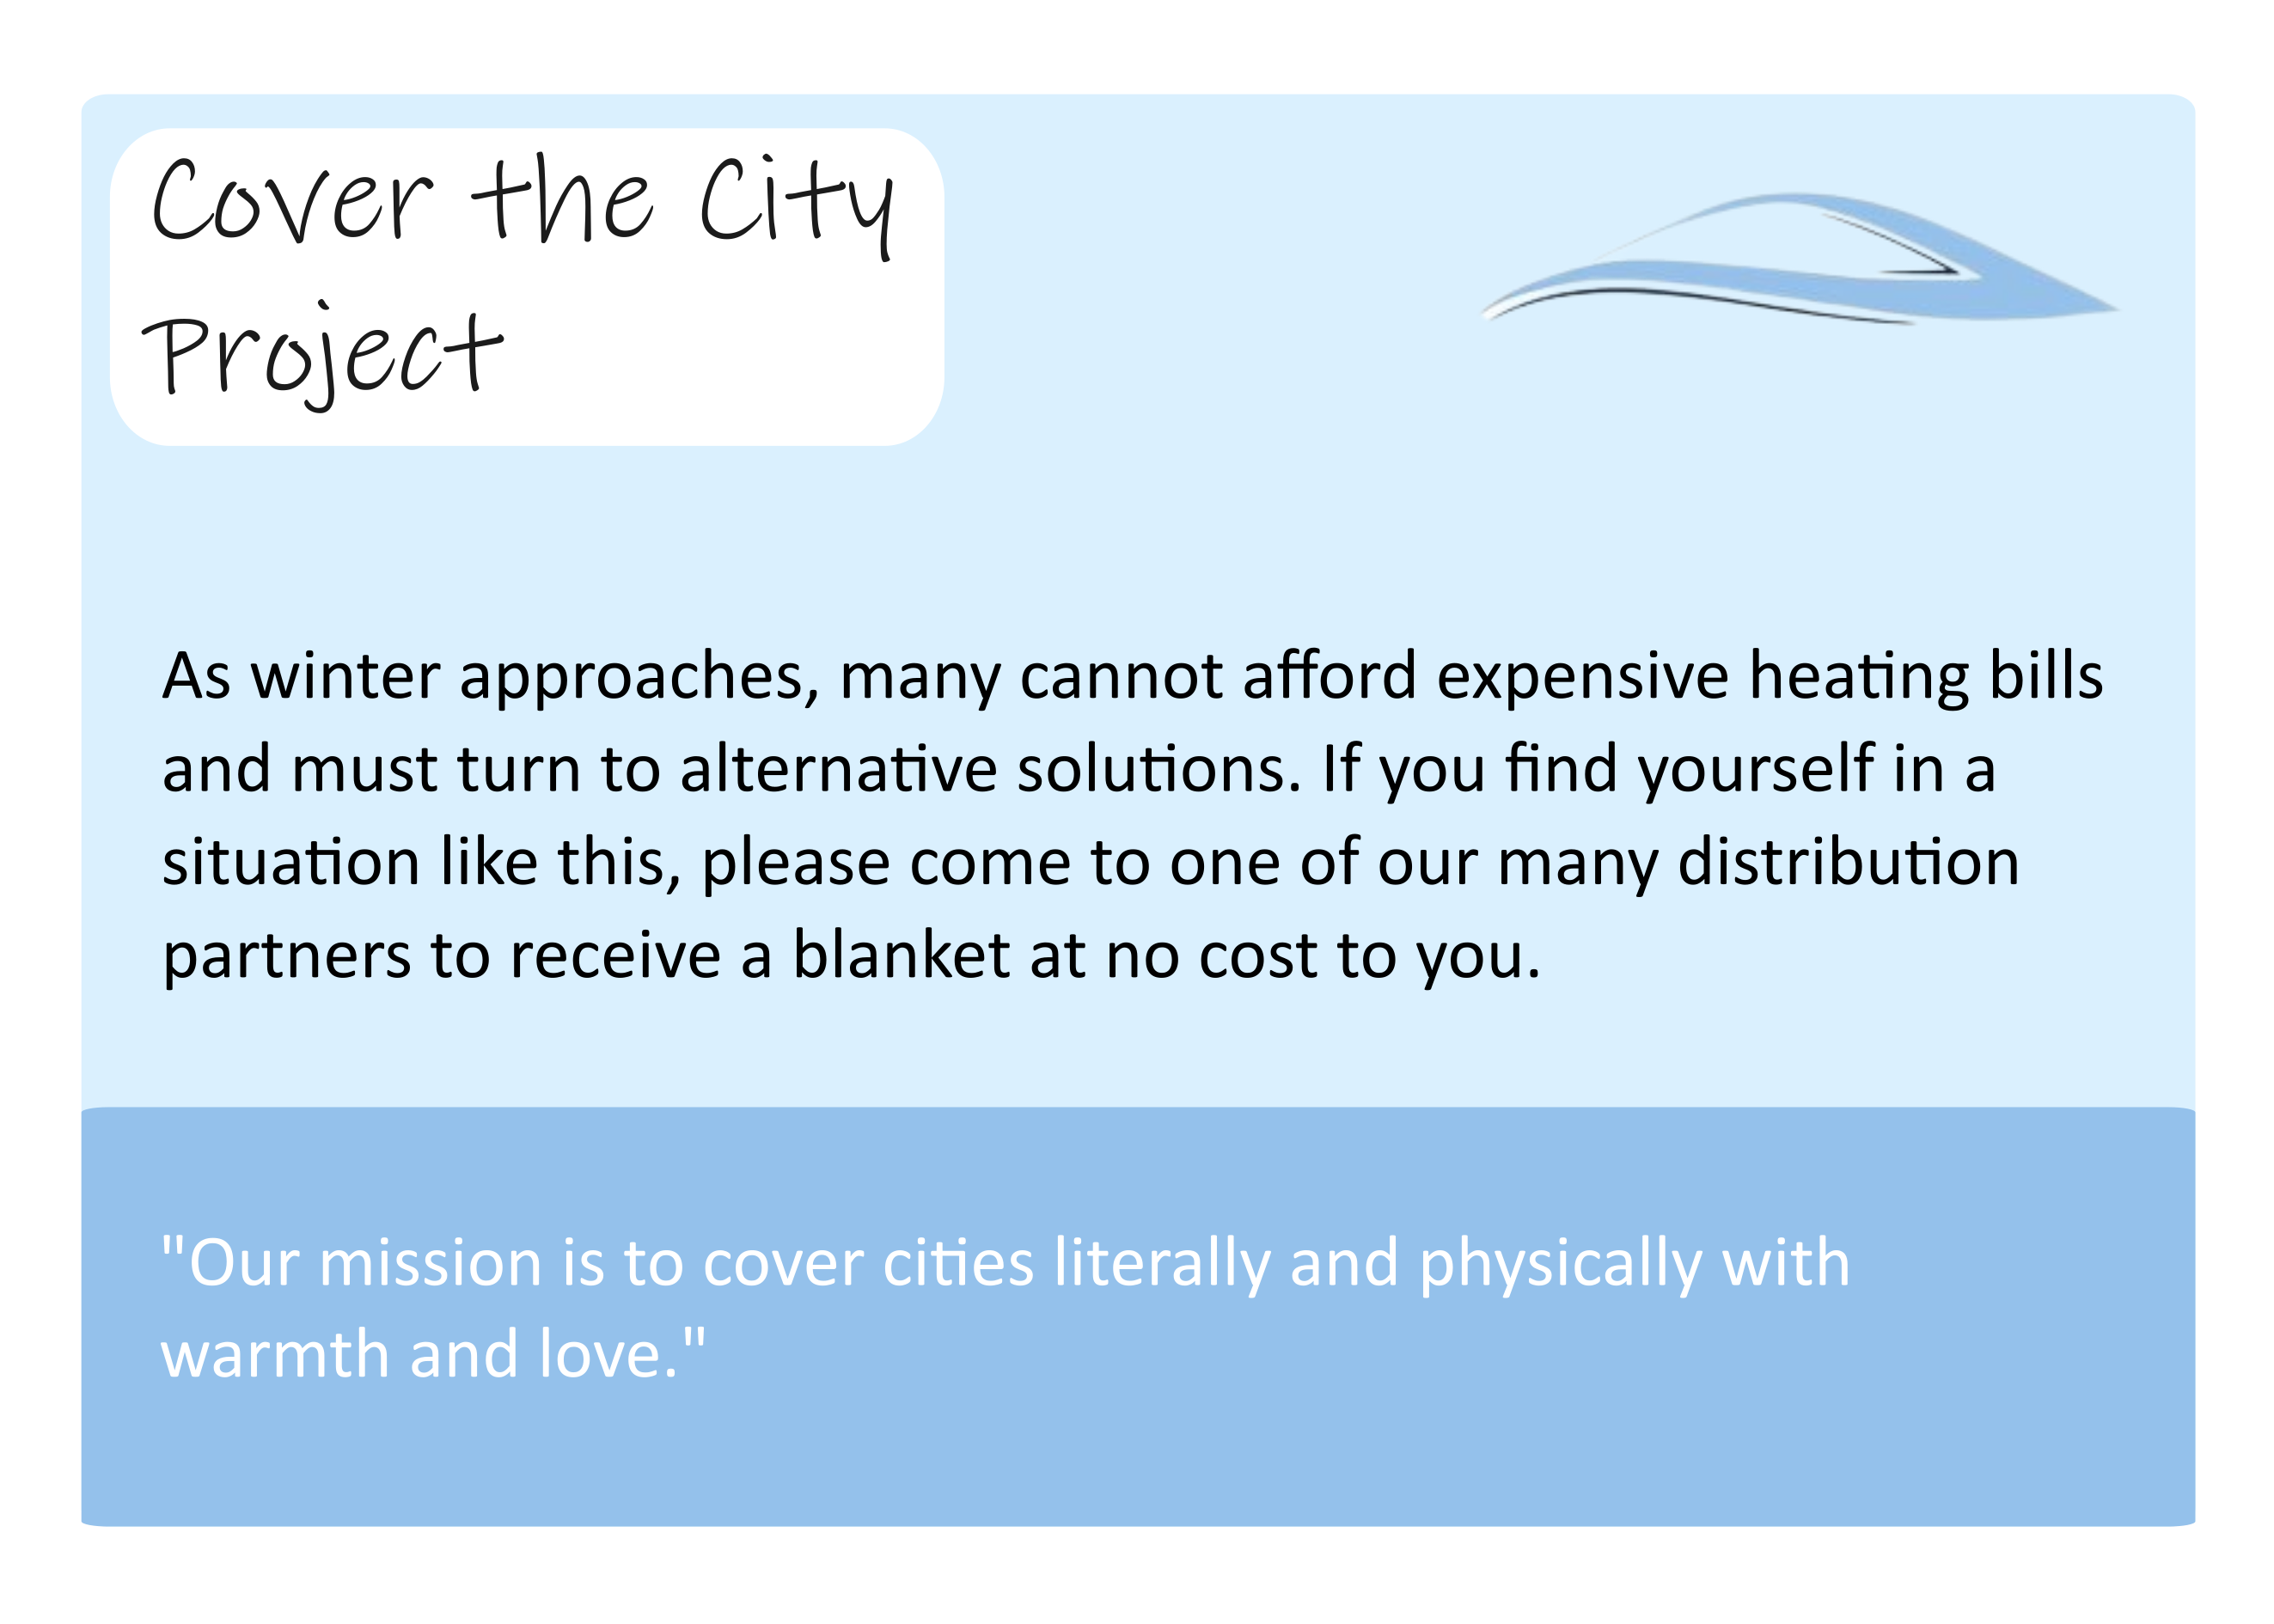 Cover the City
Project
As winter approaches, many cannot afford expensive heating bills
and must turn to alternative solutions. If you find yourself in a
situation like this, please come to one of our many distribution
partners to receive a blanket at no cost to you.
"Our mission is to cover cities literally and physically with
warmth and love."